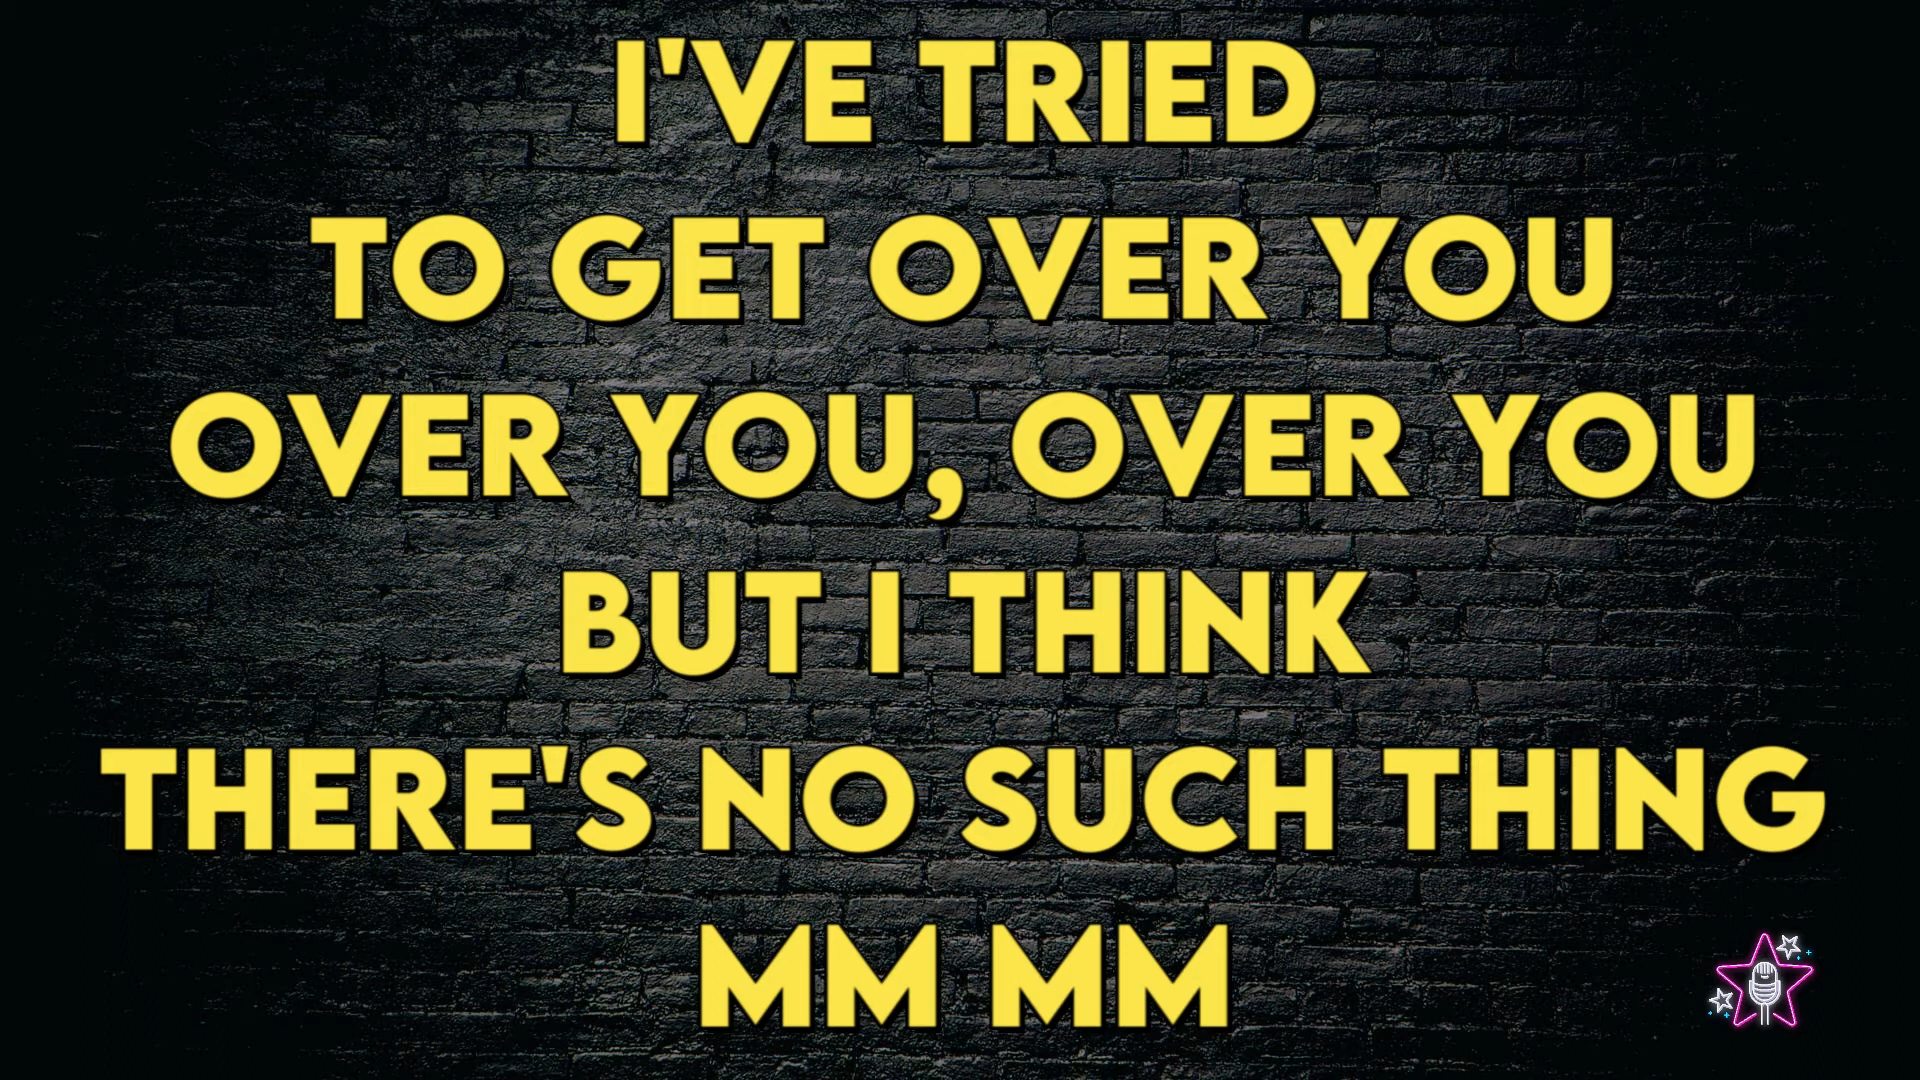 I'VE TRIED
TO GET OVER YOU
OVER YOU, OVER YOU
BUT I THINK
THERE'S NO SUCH THING
MM MM